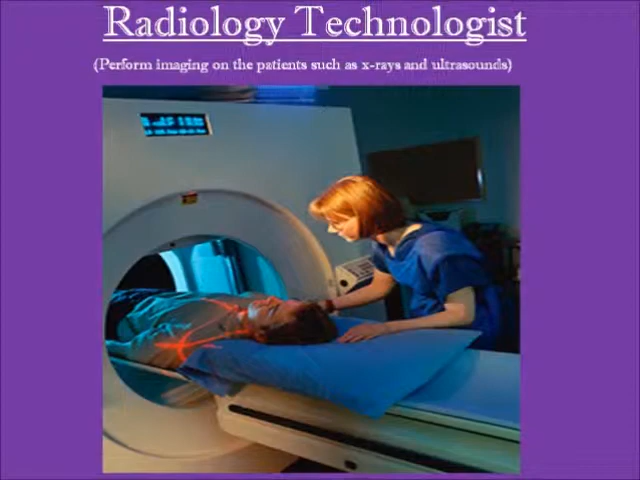 Radiology Technologist
(Perform imaging on the patients such as x-rays and ultrasounds)